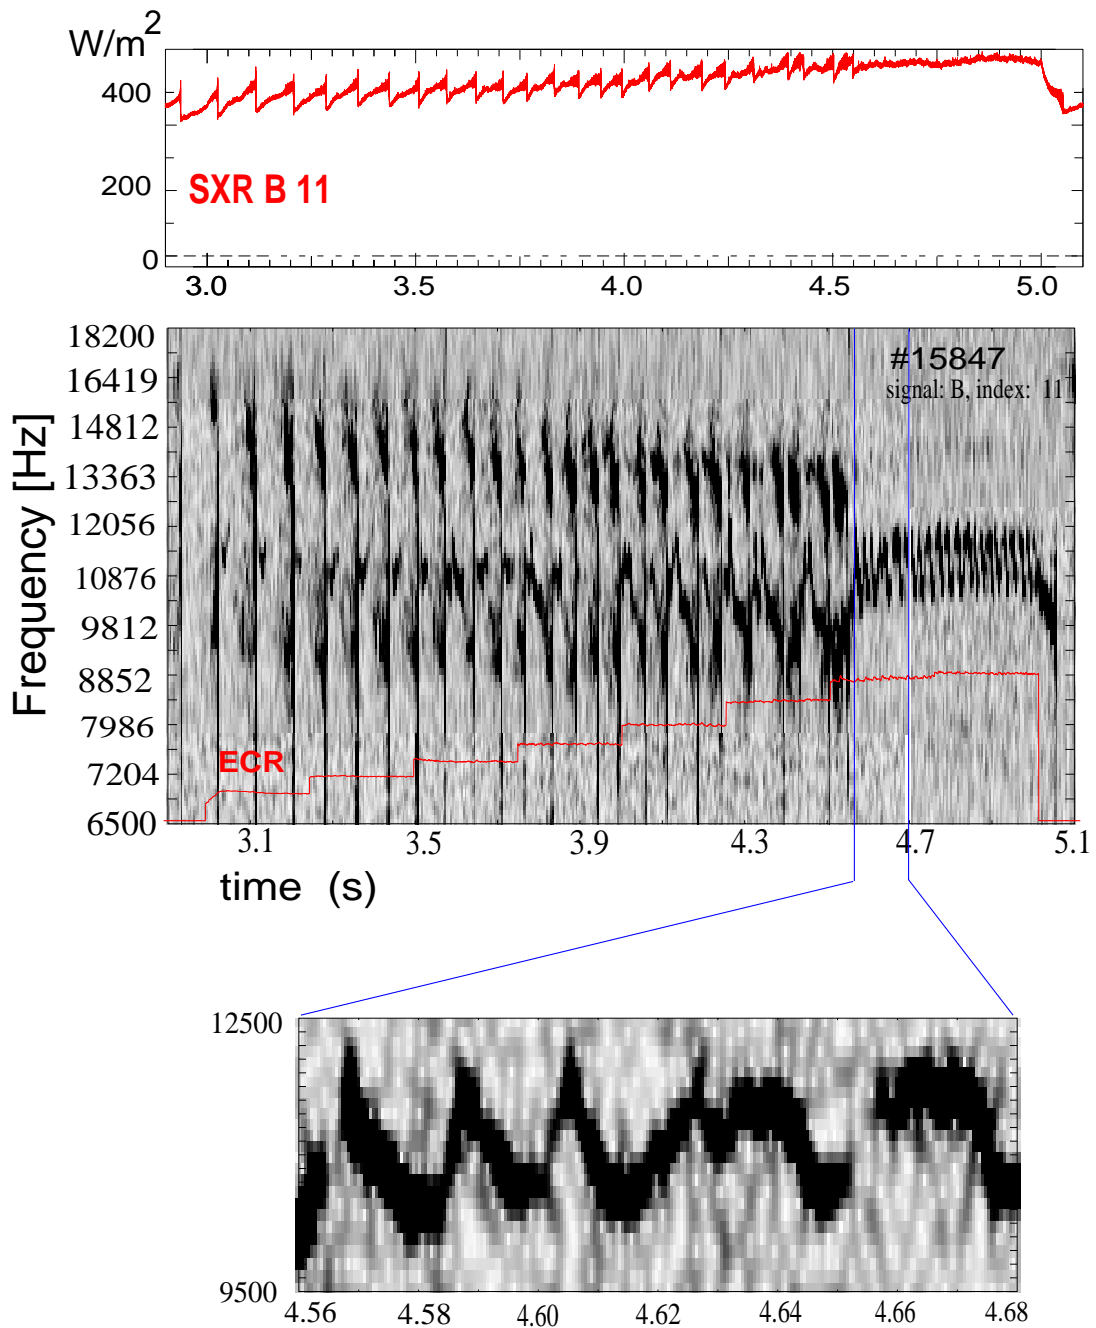 W/m2
400
200
0
SXR B 11
3.0 3.5 4.0 4.5 5.0
18200
16419
14812
13363
12056
10876
9812
8852
7986
7204
6500
Frequency [Hz]
#15847
signal: B, index: 11
ECR
3.1 3.5 3.9 4.3 4.7 5.1
time (s)
12500
9500
4.56 4.58 4.60 4.62 4.64 4.66 4.68